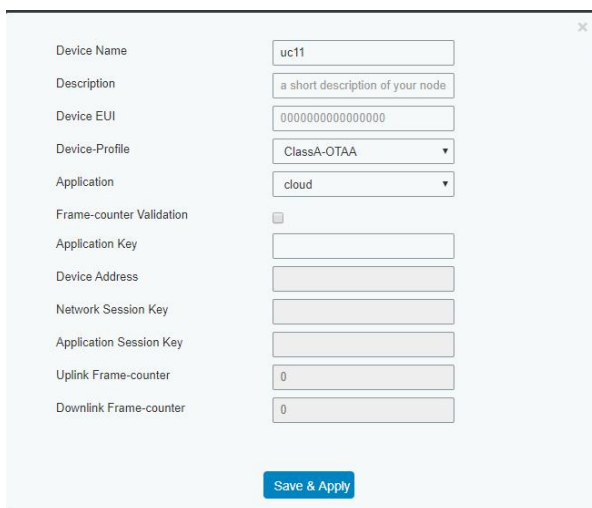 ×
Device Name uc11
Description a short description of your node
Device EUI 0000000000000000
Device-Profile ClassA-OTAA
Application cloud
Frame-counter Validation
Application Key
Device Address
Network Session Key
Application Session Key
Uplink Frame-counter 0
Downlink Frame-counter 0
Save & Apply